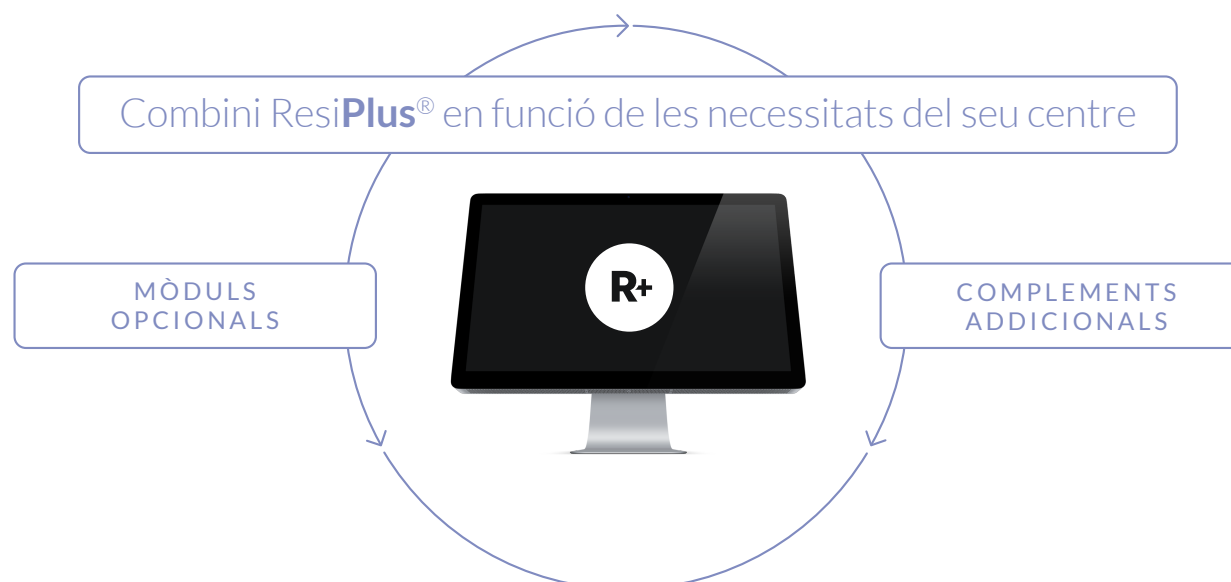 Combini ResiPlus® en funció de les necessitats del seu centre
R+
MÒDULS
OPCIONALS
COMPLEMENTS
ADDICIONALS